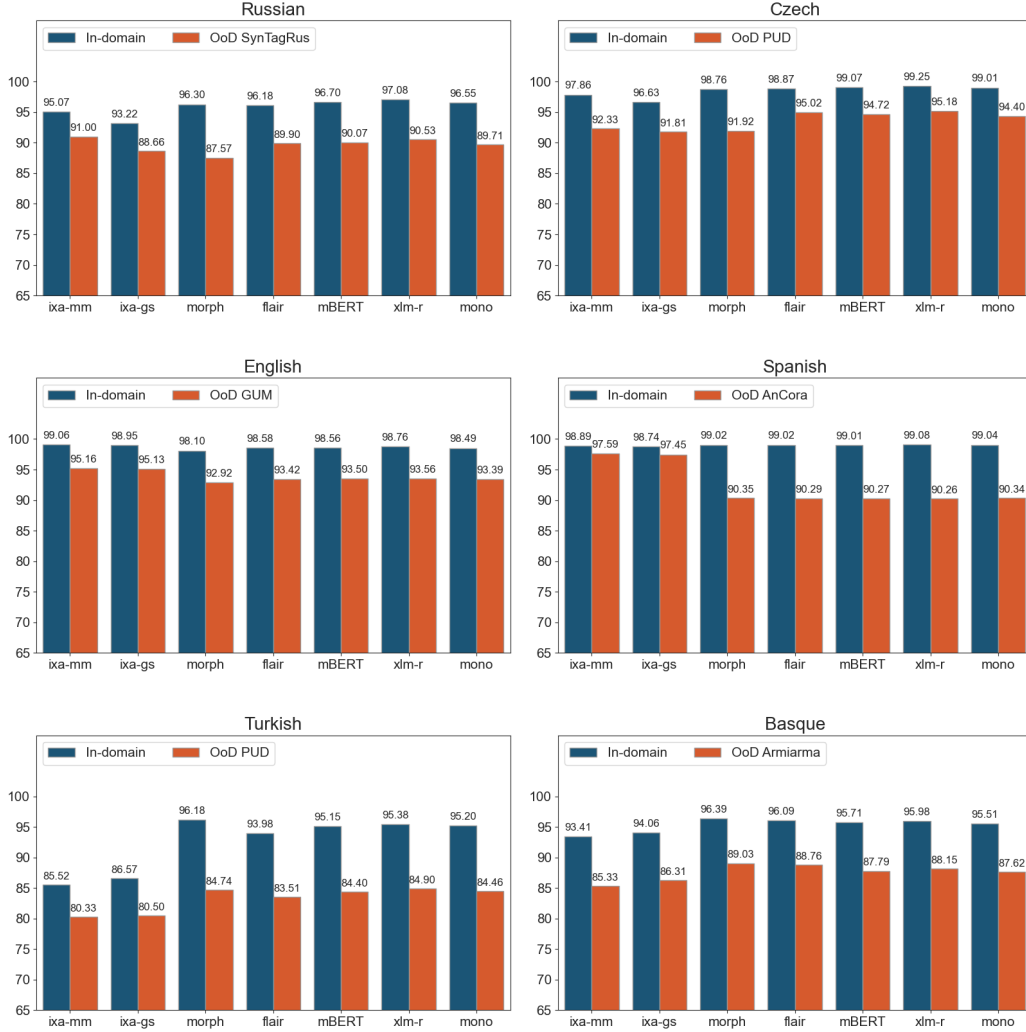 Russian
In-domain OoD SynTagRus
100
95
90
85
80
75
70
65
95.07 91.00 93.22 88.66 96.30 87.57 96.18 89.90 96.70 90.07 97.08 90.53 96.55 89.71
ixa-mm ixa-gs morph flair mBERT xlm-r mono
Czech
In-domain OoD PUD
100
95
90
85
80
75
70
65
97.86 92.33 96.63 91.81 98.76 91.92 98.87 95.02 99.07 94.72 99.25 95.18 99.01 94.40
ixa-mm ixa-gs morph flair mBERT xlm-r mono
English
In-domain OoD GUM
100
95
90
85
80
75
70
65
99.06 95.16 98.95 95.13 98.10 92.92 98.58 93.42 98.56 93.50 98.76 93.56 98.49 93.39
ixa-mm ixa-gs morph flair mBERT xlm-r mono
Spanish
In-domain OoD AnCora
100
95
90
85
80
75
70
65
98.89 97.59 98.74 97.45 99.02 90.35 99.02 90.29 99.01 90.27 99.08 90.26 99.04 90.34
ixa-mm ixa-gs morph flair mBERT xlm-r mono
Turkish
In-domain OoD PUD
100
95
90
85
80
75
70
65
85.52 80.33 86.57 80.50 96.18 84.74 93.98 83.51 95.15 84.40 95.38 84.90 95.20 84.46
ixa-mm ixa-gs morph flair mBERT xlm-r mono
Basque
In-domain OoD Armiarma
100
95
90
85
80
75
70
65
93.41 85.33 94.06 86.31 96.39 89.03 96.09 88.76 95.71 87.79 95.98 88.15 95.51 87.62
ixa-mm ixa-gs morph flair mBERT xlm-r mono